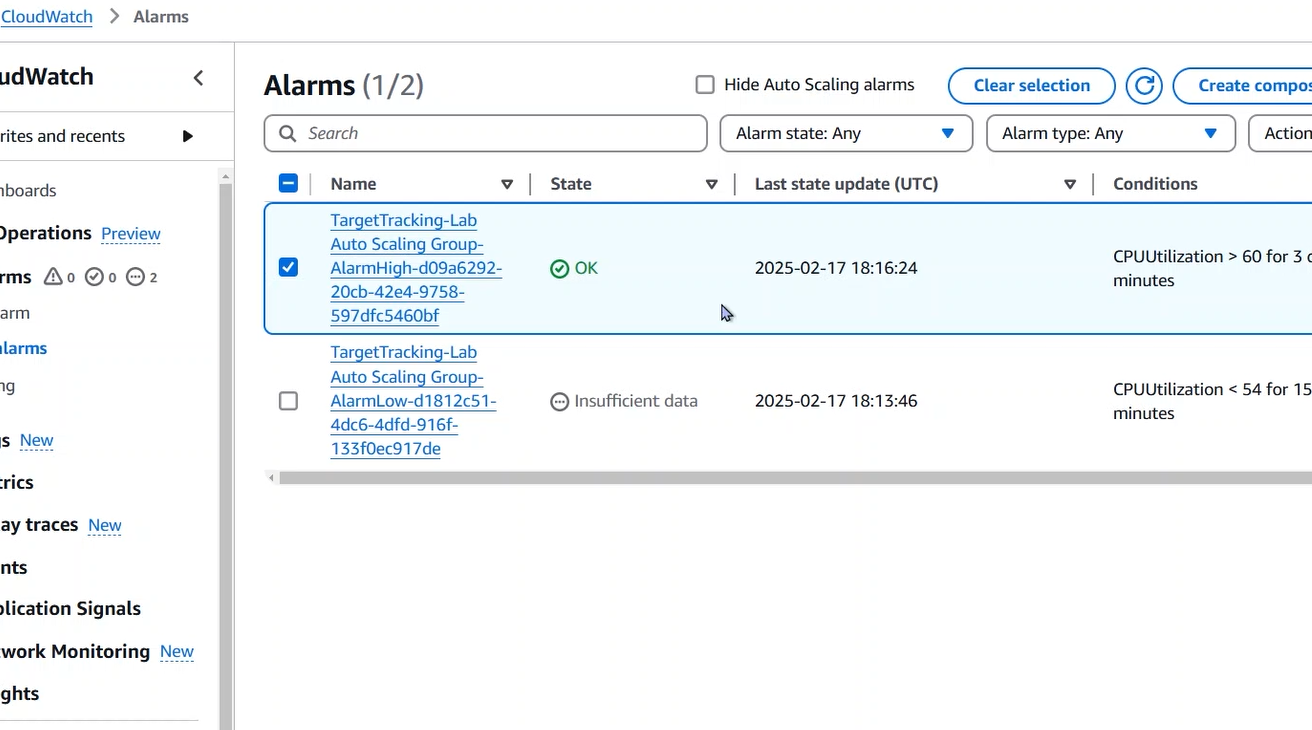 CloudWatch > Alarms
udWatch
Alarms (1/2)
Hide Auto Scaling alarms
Clear selection
Create compos
rites and recents
Search
Alarm state: Any
Alarm type: Any
Action
Name
State
Last state update (UTC)
Conditions
boards
Operations Preview
rms 0 0 2
arm
alarms
ng
gs New
trics
ay traces New
nts
plication Signals
twork Monitoring New
ghts
TargetTracking-Lab
Auto Scaling Group-
AlarmHigh-d09a6292-
20cb-42e4-9758-
597dfc5460bf
OK
2025-02-17 18:16:24
CPUUtilization > 60 for 3 d
minutes
TargetTracking-Lab
Auto Scaling Group-
AlarmLow-d1812c51-
4dc6-4dfd-916f-
133f0ec917de
Insufficient data
2025-02-17 18:13:46
CPUUtilization < 54 for 15
minutes